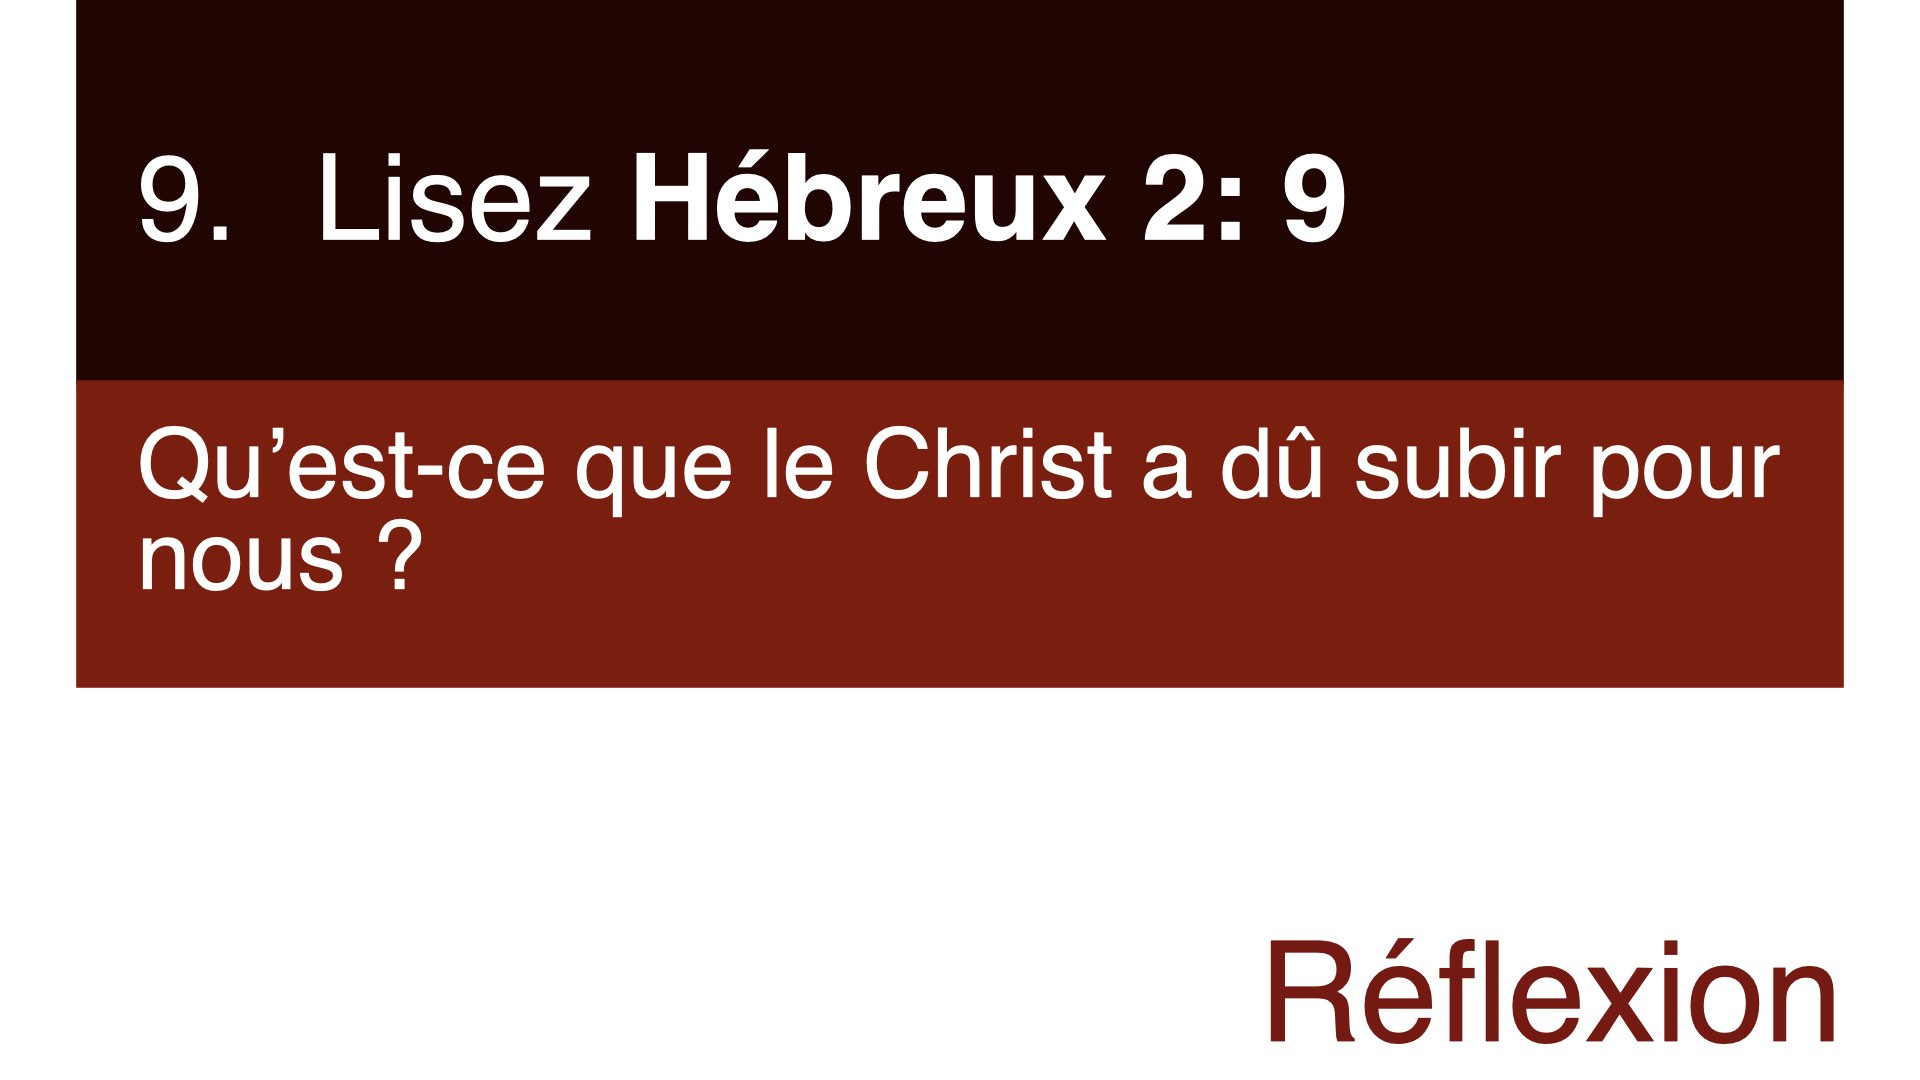 9. Lisez Hébreux 2: 9
Qu’est-ce que le Christ a dû subir pour
nous ?
Réflexion